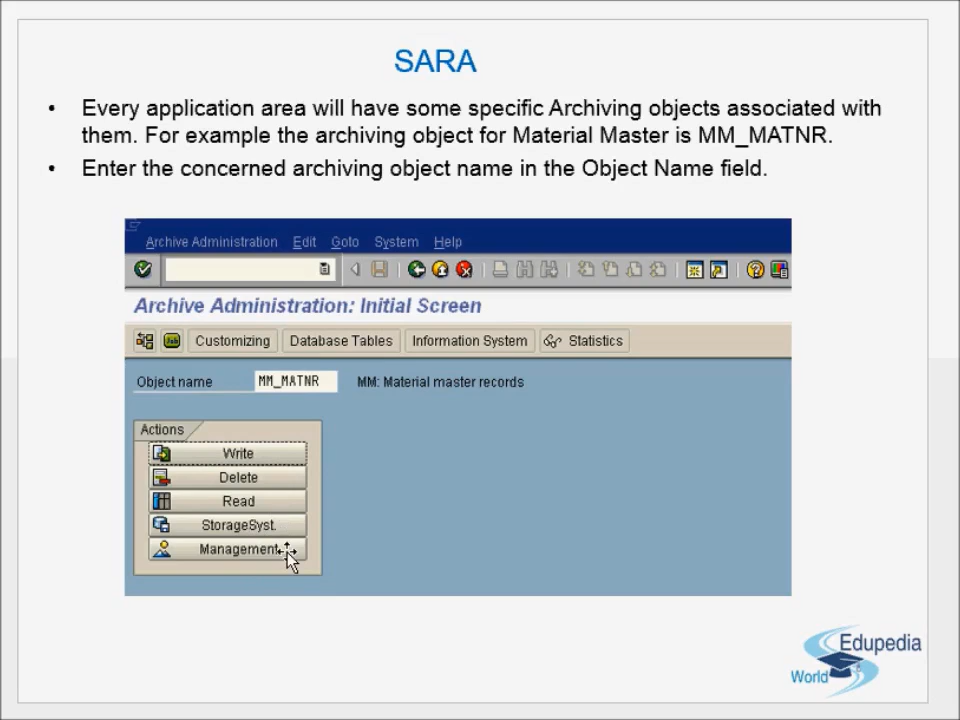 SARA
• Every application area will have some specific Archiving objects associated with
them. For example the archiving object for Material Master is MM_MATNR.
• Enter the concerned archiving object name in the Object Name field.
Archive Administration Edit Goto System Help
Archive Administration: Initial Screen
Job Customizing Database Tables Information System Statistics
Object name MM_MATNR MM: Material master records
Actions
Write
Delete
Read
StorageSyst.
Management
Edupedia
World